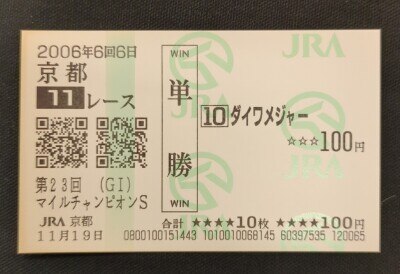 2006年6回6日
京都
11レース
第23回 (GI)
マイルチャンピオンS
JRA 京都
11月19日
WIN
単勝
WIN
JRA
10 ダイワメジャー
☆☆☆100円
JRA
JRA
合計 ★★★★10枚 ★★★★100円
0800100151443 1010010068145 60397535 120065